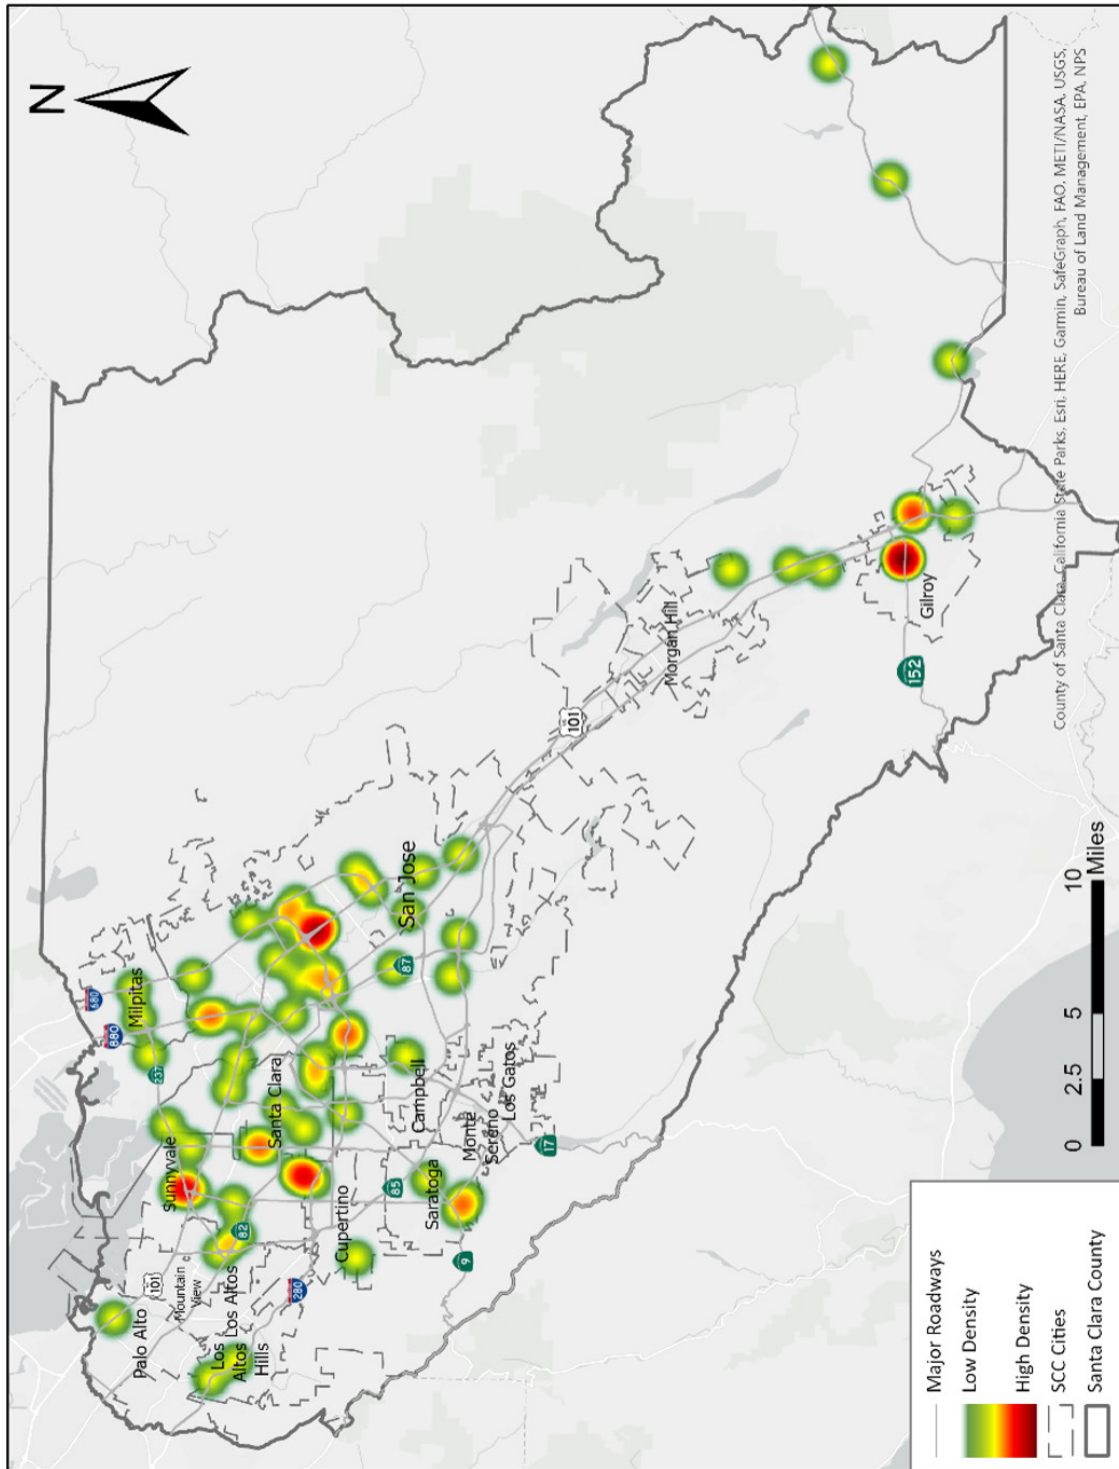 N
680
880
Milpitas
237
Palo Alto
101
Mountain
View
Sunnyvale
82
Santa Clara
Los Altos
Los
Altos
Hills
280
Cupertino
San Jose
87
85
Campbell
Saratoga
Monte
Sereno
Los Gatos
9
17
101
Morgan Hill
152
Gilroy
County of Santa Clara, California State Parks, Esri, HERE, Garmin, SafeGraph, FAO, METI/NASA, USGS,
Bureau of Land Management, EPA, NPS
0 2.5 5 10
Miles
Major Roadways
Low Density
High Density
SCC Cities
Santa Clara County